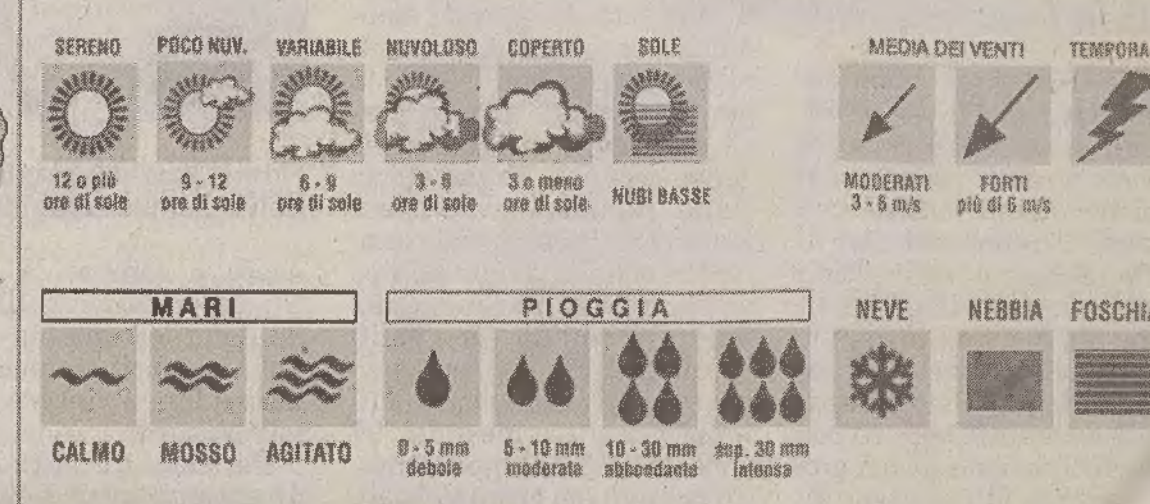 SERENO POCO NUV. VARIABILE NUVOLOSO COPERTO SOLE
12 o più 9 - 12 6 - 9 3 - 6 3 o meno NUBI BASSE
ore di sole ore di sole ore di sole ore di sole ore di sole
MEDIA DEI VENTI TEMPORA
MODERATI FORTI
3 - 6 m/s più di 6 m/s
MARI PIOGGIA NEVE NEBBIA FOSCHIA
CALMO MOSSO AGITATO
0 - 5 mm 5 - 10 mm 10 - 30 mm sup. 30 mm
debole moderata abbondante intensa